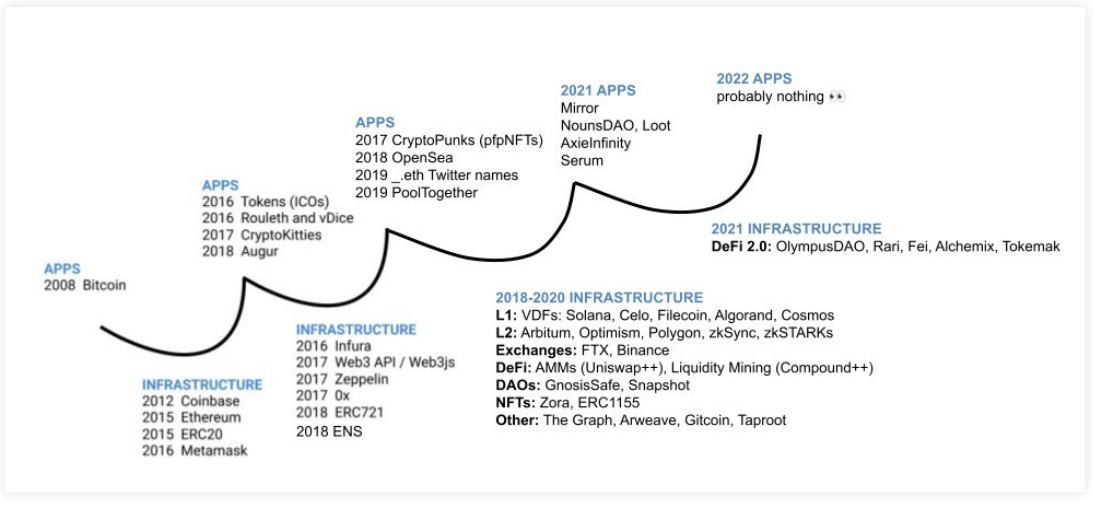 APPS
2008 Bitcoin
INFRASTRUCTURE
2012 Coinbase
2015 Ethereum
2015 ERC20
2016 Metamask
APPS
2016 Tokens (ICOs)
2016 Rouleth and vDice
2017 CryptoKitties
2018 Augur
INFRASTRUCTURE
2016 Infura
2017 Web3 API / Web3js
2017 Zeppelin
2017 0x
2018 ERC721
2018 ENS
APPS
2017 CryptoPunks (pfpNFTs)
2018 OpenSea
2019 _.eth Twitter names
2019 PoolTogether
2018-2020 INFRASTRUCTURE
L1: VDFs: Solana, Celo, Filecoin, Algorand, Cosmos
L2: Arbitum, Optimism, Polygon, zkSync, zkSTARKs
Exchanges: FTX, Binance
DeFi: AMMs (Uniswap++), Liquidity Mining (Compound++)
DAOs: GnosisSafe, Snapshot
NFTs: Zora, ERC1155
Other: The Graph, Arweave, Gitcoin, Taproot
2021 APPS
Mirror
NounsDAO, Loot
AxieInfinity
Serum
2021 INFRASTRUCTURE
DeFi 2.0: OlympusDAO, Rari, Fei, Alchemix, Tokemak
2022 APPS
probably nothing 👀